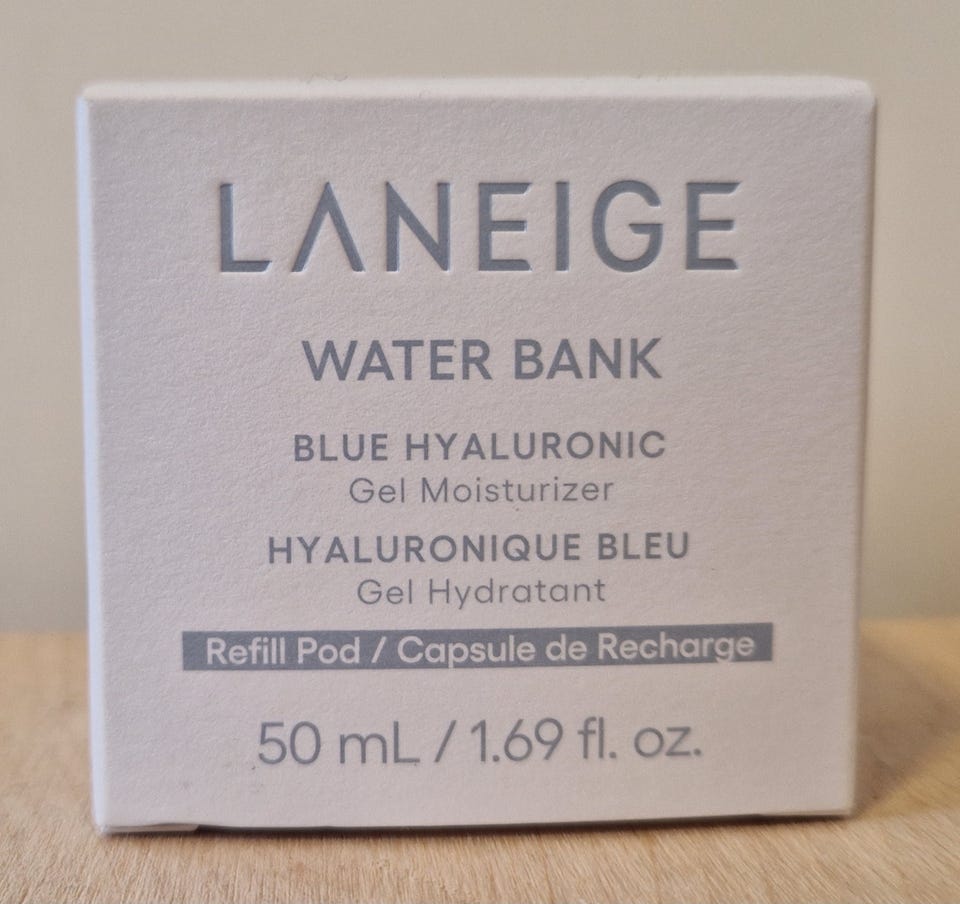 LANEIGE
WATER BANK
BLUE HYALURONIC
Gel Moisturizer
HYALURONIQUE BLEU
Gel Hydratant
Refill Pod / Capsule de Recharge
50 mL / 1.69 fl. oz.